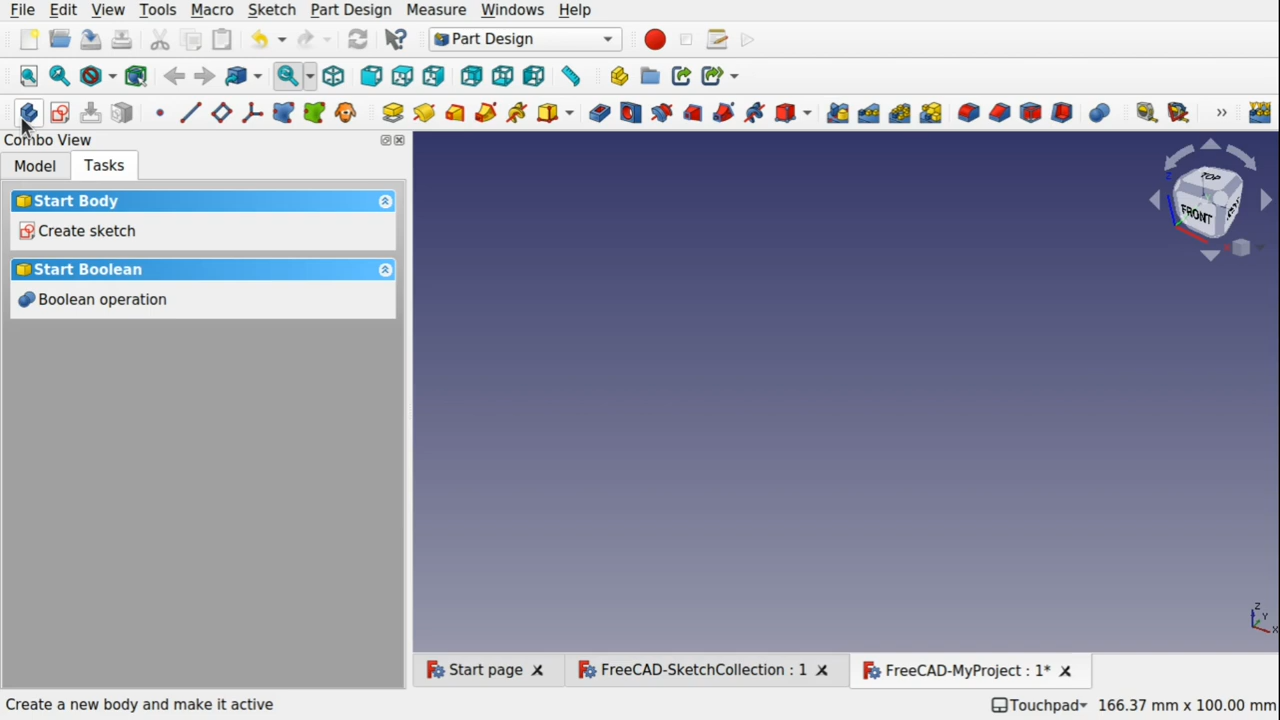 File Edit View Tools Macro Sketch Part Design Measure Windows Help
Part Design
Combo View
Model Tasks
Start Body
Create sketch
Start Boolean
Boolean operation
TOP
FRONT
Z
Z
Y
X
Start page FreeCAD-SketchCollection : 1 FreeCAD-MyProject : 1*
Create a new body and make it active Touchpad 166.37 mm x 100.00 mm